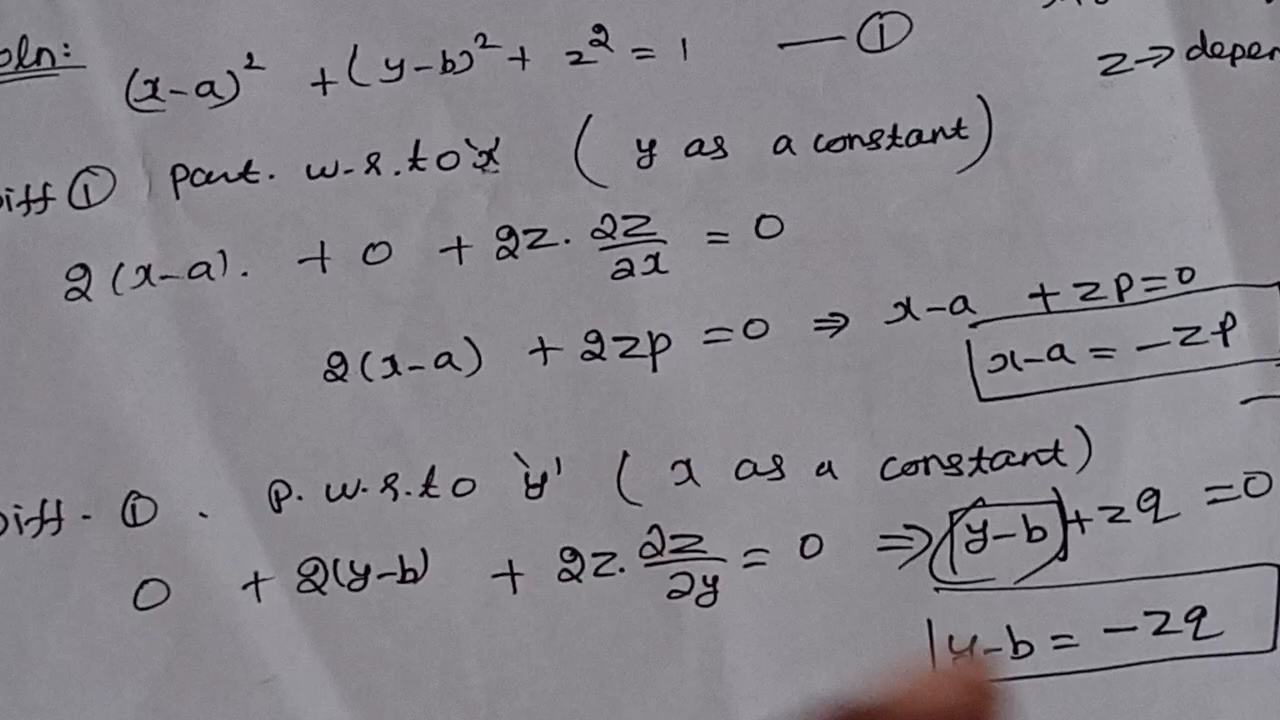 oln:
(x-a)² + (y-b)² + z² = 1 — ①
z → depen
Diff ① part. w.r.to 'x' ( y as a constant)
2(x-a). + 0 + 2z. ∂z/∂x = 0
2(x-a) + 2zp = 0 ⇒ x-a + zp = 0
x-a = -zp
Diff. ①. p. w.r.to 'y' ( x as a constant)
0 + 2(y-b) + 2z. ∂z/∂y = 0 ⇒ (y-b) + zq = 0
y-b = -zq